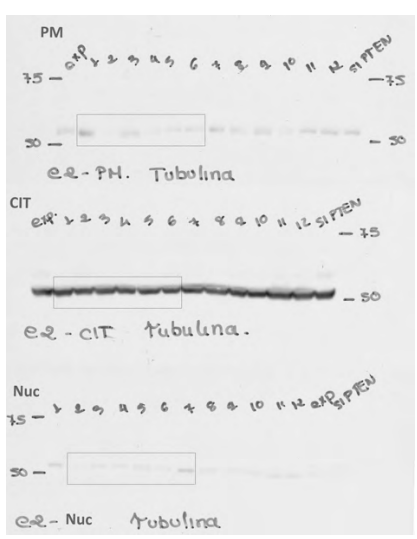 PM
exp 1 2 3 4 5 6 7 8 9 10 11 12 siPTEN
75 — — 75
50 — — 50
e2-PM. Tubulina
CIT
exp. 1 2 3 4 5 6 7 8 9 10 11 12 siPTEN
— 75
— 50
e2 - CIT tubulina.
Nuc
1 2 3 4 5 6 7 8 9 10 11 12 exp siPTEN
75 —
50 —
e2- Nuc tubulina